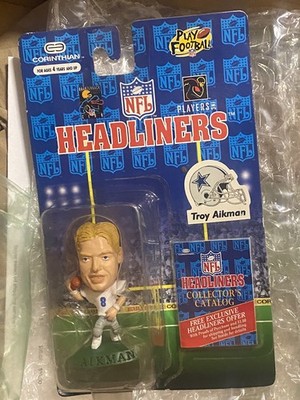 CORINTHIAN
FOR AGES 4 YEARS AND UP
PLAY
FOOTBALL
NFL
PLAYERS
HEADLINERS™
Troy Aikman
8
AIKMAN
NFL
HEADLINERS
COLLECTOR'S
CATALOG
FREE EXCLUSIVE
HEADLINERS OFFER